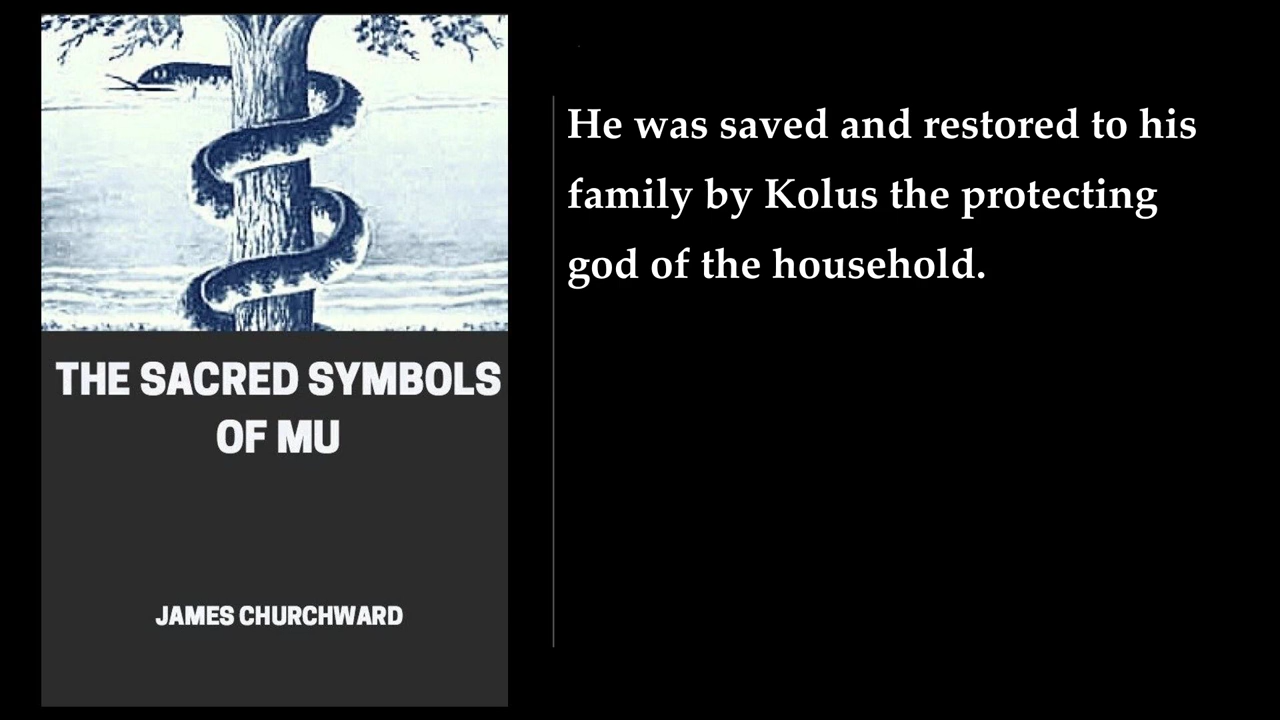 THE SACRED SYMBOLS
OF MU
JAMES CHURCHWARD
He was saved and restored to his
family by Kolus the protecting
god of the household.